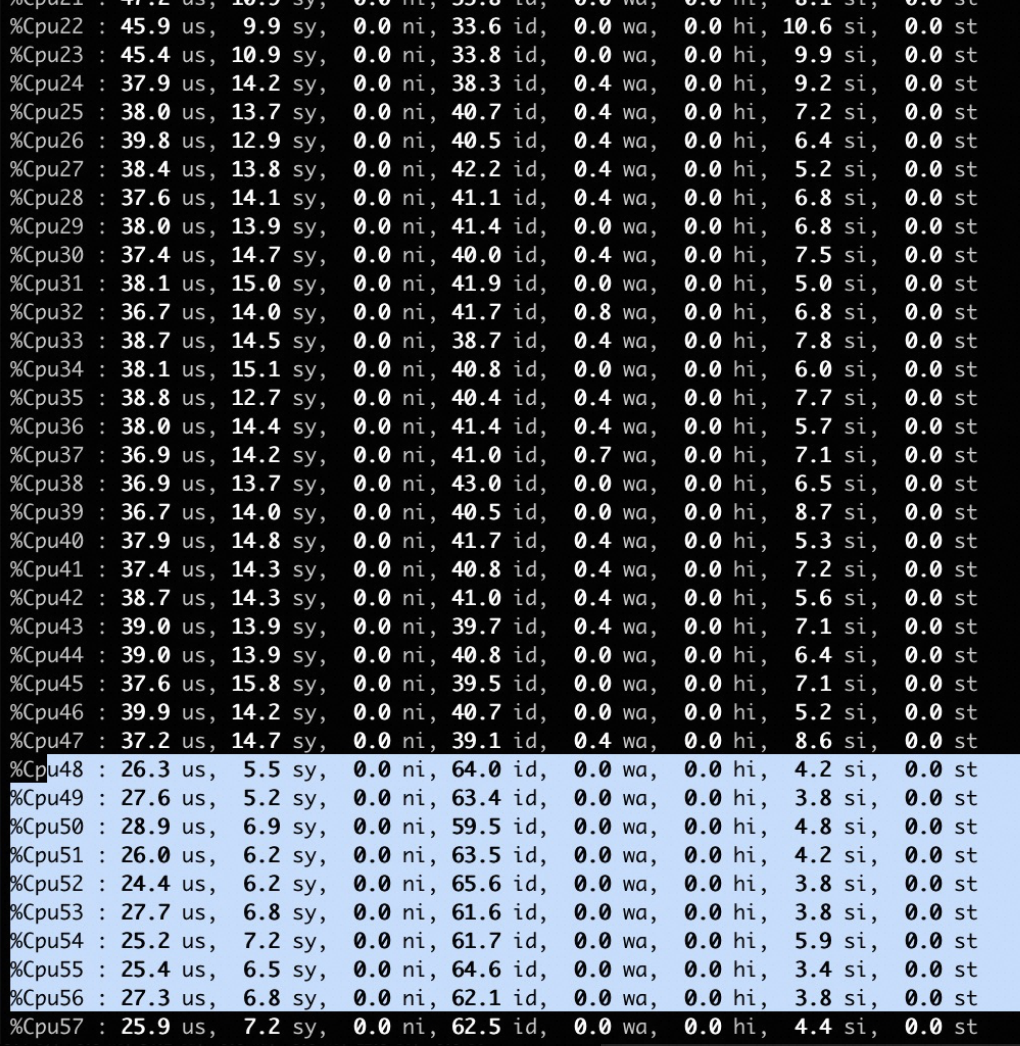 %Cpu22 : 45.9 us, 9.9 sy, 0.0 ni, 33.6 id, 0.0 wa, 0.0 hi, 10.6 si, 0.0 st
%Cpu23 : 45.4 us, 10.9 sy, 0.0 ni, 33.8 id, 0.0 wa, 0.0 hi, 9.9 si, 0.0 st
%Cpu24 : 37.9 us, 14.2 sy, 0.0 ni, 38.3 id, 0.4 wa, 0.0 hi, 9.2 si, 0.0 st
%Cpu25 : 38.0 us, 13.7 sy, 0.0 ni, 40.7 id, 0.4 wa, 0.0 hi, 7.2 si, 0.0 st
%Cpu26 : 39.8 us, 12.9 sy, 0.0 ni, 40.5 id, 0.4 wa, 0.0 hi, 6.4 si, 0.0 st
%Cpu27 : 38.4 us, 13.8 sy, 0.0 ni, 42.2 id, 0.4 wa, 0.0 hi, 5.2 si, 0.0 st
%Cpu28 : 37.6 us, 14.1 sy, 0.0 ni, 41.1 id, 0.4 wa, 0.0 hi, 6.8 si, 0.0 st
%Cpu29 : 38.0 us, 13.9 sy, 0.0 ni, 41.4 id, 0.0 wa, 0.0 hi, 6.8 si, 0.0 st
%Cpu30 : 37.4 us, 14.7 sy, 0.0 ni, 40.0 id, 0.4 wa, 0.0 hi, 7.5 si, 0.0 st
%Cpu31 : 38.1 us, 15.0 sy, 0.0 ni, 41.9 id, 0.0 wa, 0.0 hi, 5.0 si, 0.0 st
%Cpu32 : 36.7 us, 14.0 sy, 0.0 ni, 41.7 id, 0.8 wa, 0.0 hi, 6.8 si, 0.0 st
%Cpu33 : 38.7 us, 14.5 sy, 0.0 ni, 38.7 id, 0.4 wa, 0.0 hi, 7.8 si, 0.0 st
%Cpu34 : 38.1 us, 15.1 sy, 0.0 ni, 40.8 id, 0.0 wa, 0.0 hi, 6.0 si, 0.0 st
%Cpu35 : 38.8 us, 12.7 sy, 0.0 ni, 40.4 id, 0.4 wa, 0.0 hi, 7.7 si, 0.0 st
%Cpu36 : 38.0 us, 14.4 sy, 0.0 ni, 41.4 id, 0.4 wa, 0.0 hi, 5.7 si, 0.0 st
%Cpu37 : 36.9 us, 14.2 sy, 0.0 ni, 41.0 id, 0.7 wa, 0.0 hi, 7.1 si, 0.0 st
%Cpu38 : 36.9 us, 13.7 sy, 0.0 ni, 43.0 id, 0.0 wa, 0.0 hi, 6.5 si, 0.0 st
%Cpu39 : 36.7 us, 14.0 sy, 0.0 ni, 40.5 id, 0.0 wa, 0.0 hi, 8.7 si, 0.0 st
%Cpu40 : 37.9 us, 14.8 sy, 0.0 ni, 41.7 id, 0.4 wa, 0.0 hi, 5.3 si, 0.0 st
%Cpu41 : 37.4 us, 14.3 sy, 0.0 ni, 40.8 id, 0.4 wa, 0.0 hi, 7.2 si, 0.0 st
%Cpu42 : 38.7 us, 14.3 sy, 0.0 ni, 41.0 id, 0.4 wa, 0.0 hi, 5.6 si, 0.0 st
%Cpu43 : 39.0 us, 13.9 sy, 0.0 ni, 39.7 id, 0.4 wa, 0.0 hi, 7.1 si, 0.0 st
%Cpu44 : 39.0 us, 13.9 sy, 0.0 ni, 40.8 id, 0.0 wa, 0.0 hi, 6.4 si, 0.0 st
%Cpu45 : 37.6 us, 15.8 sy, 0.0 ni, 39.5 id, 0.0 wa, 0.0 hi, 7.1 si, 0.0 st
%Cpu46 : 39.9 us, 14.2 sy, 0.0 ni, 40.7 id, 0.0 wa, 0.0 hi, 5.2 si, 0.0 st
%Cpu47 : 37.2 us, 14.7 sy, 0.0 ni, 39.1 id, 0.4 wa, 0.0 hi, 8.6 si, 0.0 st
%Cpu48 : 26.3 us, 5.5 sy, 0.0 ni, 64.0 id, 0.0 wa, 0.0 hi, 4.2 si, 0.0 st
%Cpu49 : 27.6 us, 5.2 sy, 0.0 ni, 63.4 id, 0.0 wa, 0.0 hi, 3.8 si, 0.0 st
%Cpu50 : 28.9 us, 6.9 sy, 0.0 ni, 59.5 id, 0.0 wa, 0.0 hi, 4.8 si, 0.0 st
%Cpu51 : 26.0 us, 6.2 sy, 0.0 ni, 63.5 id, 0.0 wa, 0.0 hi, 4.2 si, 0.0 st
%Cpu52 : 24.4 us, 6.2 sy, 0.0 ni, 65.6 id, 0.0 wa, 0.0 hi, 3.8 si, 0.0 st
%Cpu53 : 27.7 us, 6.8 sy, 0.0 ni, 61.6 id, 0.0 wa, 0.0 hi, 3.8 si, 0.0 st
%Cpu54 : 25.2 us, 7.2 sy, 0.0 ni, 61.7 id, 0.0 wa, 0.0 hi, 5.9 si, 0.0 st
%Cpu55 : 25.4 us, 6.5 sy, 0.0 ni, 64.6 id, 0.0 wa, 0.0 hi, 3.4 si, 0.0 st
%Cpu56 : 27.3 us, 6.8 sy, 0.0 ni, 62.1 id, 0.0 wa, 0.0 hi, 3.8 si, 0.0 st
%Cpu57 : 25.9 us, 7.2 sy, 0.0 ni, 62.5 id, 0.0 wa, 0.0 hi, 4.4 si, 0.0 st